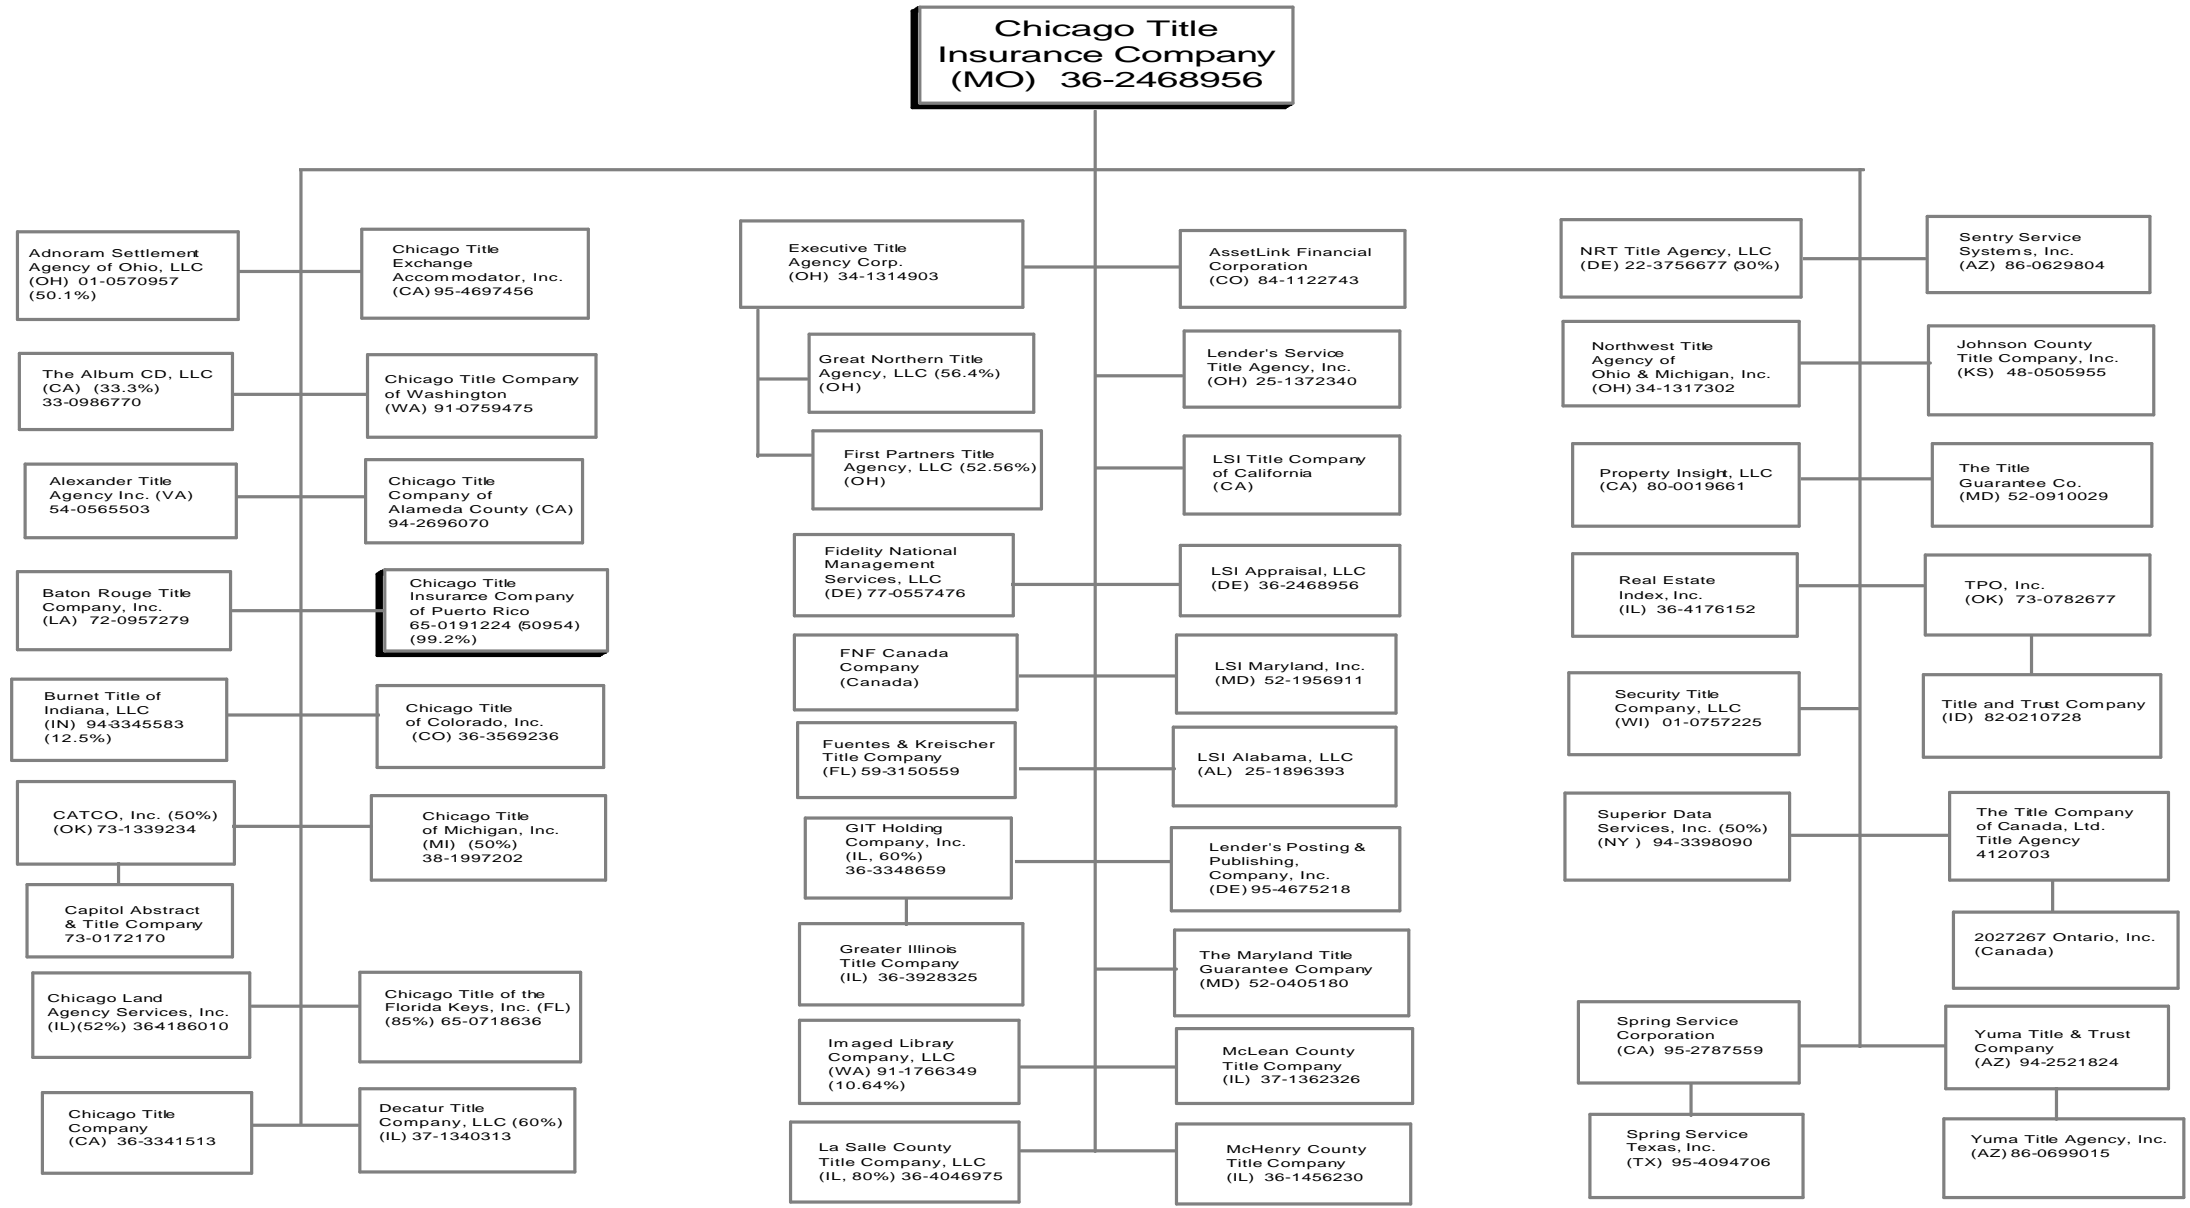 Chicago Title
Insurance Company
(MO) 36-2468956
Adnoram Settlement
Agency of Ohio, LLC
(OH) 01-0570957
(50.1%)
Chicago Title
Exchange
Accommodator, Inc.
(CA) 95-4697456
The Album CD, LLC
(CA) (33.3%)
33-0986770
Chicago Title Company
of Washington
(WA) 91-0759475
Alexander Title
Agency Inc. (VA)
54-0565503
Chicago Title
Company of
Alameda County (CA)
94-2696070
Baton Rouge Title
Company, Inc.
(LA) 72-0957279
Chicago Title
Insurance Company
of Puerto Rico
65-0191224 (50954)
(99.2%)
Burnet Title of
Indiana, LLC
(IN) 94-3345583
(12.5%)
Chicago Title
of Colorado, Inc.
(CO) 36-3569236
CATCO, Inc. (50%)
(OK) 73-1339234
Chicago Title
of Michigan, Inc.
(MI) (50%)
38-1997202
Capitol Abstract
& Title Company
73-0172170
Chicago Land
Agency Services, Inc.
(IL)(52%) 364186010
Chicago Title of the
Florida Keys, Inc. (FL)
(85%) 65-0718636
Chicago Title
Company
(CA) 36-3341513
Decatur Title
Company, LLC (60%)
(IL) 37-1340313
Executive Title
Agency Corp.
(OH) 34-1314903
AssetLink Financial
Corporation
(CO) 84-1122743
Great Northern Title
Agency, LLC (56.4%)
(OH)
Lender's Service
Title Agency, Inc.
(OH) 25-1372340
First Partners Title
Agency, LLC (52.56%)
(OH)
LSI Title Company
of California
(CA)
Fidelity National
Management
Services, LLC
(DE) 77-0557476
LSI Appraisal, LLC
(DE) 36-2468956
FNF Canada
Company
(Canada)
LSI Maryland, Inc.
(MD) 52-1956911
Fuentes & Kreischer
Title Company
(FL) 59-3150559
LSI Alabama, LLC
(AL) 25-1896393
GIT Holding
Company, Inc.
(IL, 60%)
36-3348659
Lender's Posting &
Publishing,
Company, Inc.
(DE) 95-4675218
Greater Illinois
Title Company
(IL) 36-3928325
The Maryland Title
Guarantee Company
(MD) 52-0405180
Imaged Library
Company, LLC
(WA) 91-1766349
(10.64%)
McLean County
Title Company
(IL) 37-1362326
La Salle County
Title Company, LLC
(IL, 80%) 36-4046975
McHenry County
Title Company
(IL) 36-1456230
NRT Title Agency, LLC
(DE) 22-3756677 (30%)
Sentry Service
Systems, Inc.
(AZ) 86-0629804
Northwest Title
Agency of
Ohio & Michigan, Inc.
(OH) 34-1317302
Johnson County
Title Company, Inc.
(KS) 48-0505955
Property Insight, LLC
(CA) 80-0019661
The Title
Guarantee Co.
(MD) 52-0910029
Real Estate
Index, Inc.
(IL) 36-4176152
TPO, Inc.
(OK) 73-0782677
Security Title
Company, LLC
(WI) 01-0757225
Title and Trust Company
(ID) 820210728
Superior Data
Services, Inc. (50%)
(NY ) 94-3398090
The Title Company
of Canada, Ltd.
Title Agency
4120703
2027267 Ontario, Inc.
(Canada)
Spring Service
Corporation
(CA) 95-2787559
Yuma Title & Trust
Company
(AZ) 94-2521824
Spring Service
Texas, Inc.
(TX) 95-4094706
Yuma Title Agency, Inc.
(AZ) 86-0699015